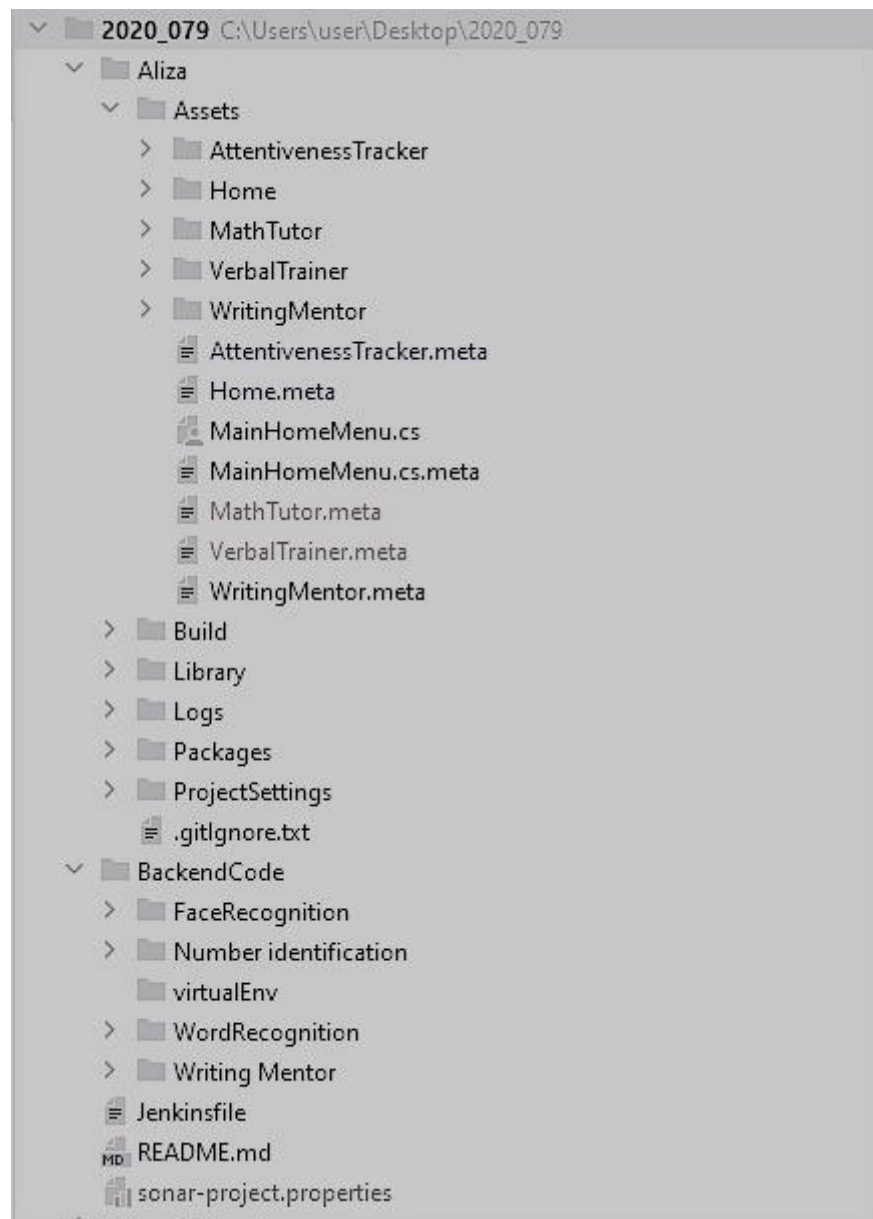 2020_079 C:\Users\user\Desktop\2020_079
Aliza
Assets
AttentivenessTracker
Home
MathTutor
VerbalTrainer
WritingMentor
AttentivenessTracker.meta
Home.meta
MainHomeMenu.cs
MainHomeMenu.cs.meta
MathTutor.meta
VerbalTrainer.meta
WritingMentor.meta
Build
Library
Logs
Packages
ProjectSettings
.gitIgnore.txt
BackendCode
FaceRecognition
Number identification
virtualEnv
WordRecognition
Writing Mentor
Jenkinsfile
MD README.md
sonar-project.properties